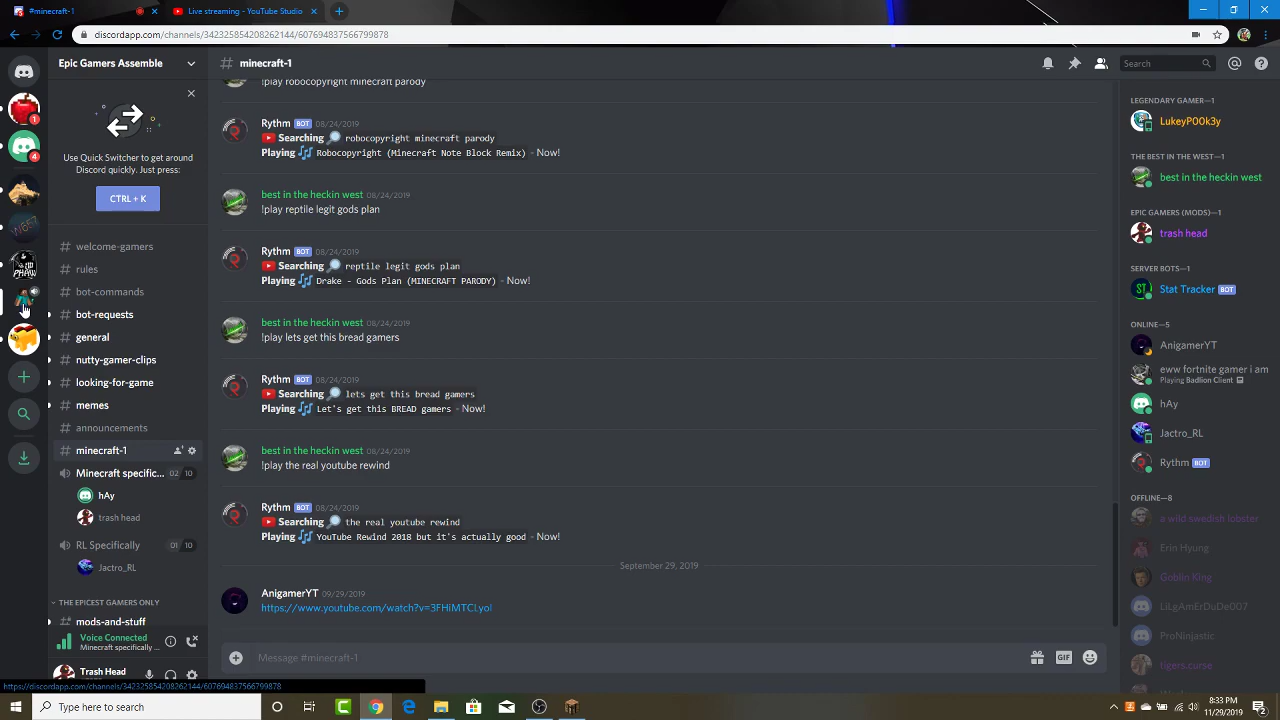 #minecraft-1
Live streaming - YouTube Studio
discordapp.com/channels/342325854208262144/607694837566799878
Epic Gamers Assemble
# minecraft-1
Search
Use Quick Switcher to get around
Discord quickly. Just press:
CTRL + K
1
4
# welcome-gamers
# rules
# bot-commands
# bot-requests
# general
# nutty-gamer-clips
# looking-for-game
# memes
# announcements
# minecraft-1
Minecraft specific... 02 10
hAy
trash head
RL Specifically 01 10
Jactro_RL
THE EPICEST GAMERS ONLY
# mods-and-stuff
Voice Connected
Minecraft specifically ...
Trash Head
!play robocopyright minecraft parody
Rythm BOT 08/24/2019
Searching robocopyright minecraft parody
Playing Robocopyright (Minecraft Note Block Remix) - Now!
best in the heckin west 08/24/2019
!play reptile legit gods plan
Rythm BOT 08/24/2019
Searching reptile legit gods plan
Playing Drake - Gods Plan (MINECRAFT PARODY) - Now!
best in the heckin west 08/24/2019
!play lets get this bread gamers
Rythm BOT 08/24/2019
Searching lets get this bread gamers
Playing Let's get this BREAD gamers - Now!
best in the heckin west 08/24/2019
!play the real youtube rewind
Rythm BOT 08/24/2019
Searching the real youtube rewind
Playing YouTube Rewind 2018 but it's actually good - Now!
September 29, 2019
AnigamerYT 09/29/2019
Message #minecraft-1
GIF
LEGENDARY GAMER—1
LukeyP00k3y
THE BEST IN THE WEST—1
best in the heckin west
EPIC GAMERS (MODS)—1
trash head
SERVER BOTS—1
Stat Tracker BOT
ONLINE—5
AnigamerYT
eww fortnite gamer i am
Playing Badlion Client
hAy
Jactro_RL
Rythm BOT
OFFLINE—8
a wild swedish lobster
Erin Hyung
Goblin King
LiLgAmErDuDe007
ProNinjastic
tigers.curse
https://discordapp.com/channels/342325854208262144/607694837566799878
Type here to search
8:33 PM
11/29/2019